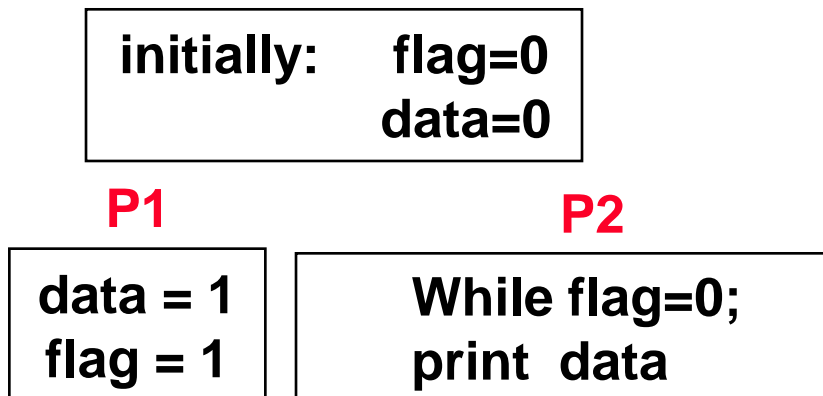 initially: flag=0
data=0
P1
P2
data = 1
flag = 1
While flag=0;
print data